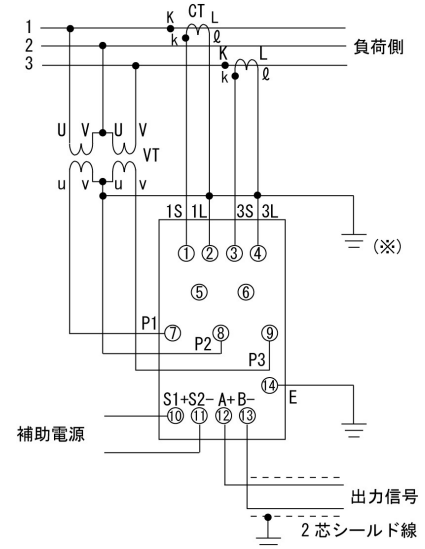 CT
K L
1
k ℓ
2
負荷側
K L
3
k ℓ
U V U V
VT
u v u v
1S 1L 3S 3L
(※)
① ② ③ ④
⑤ ⑥
P1 ⑦ ⑧ ⑨
P2
P3
⑭ E
S1+S2- A+B-
⑩ ⑪ ⑫ ⑬
補助電源
出力信号
2芯シールド線